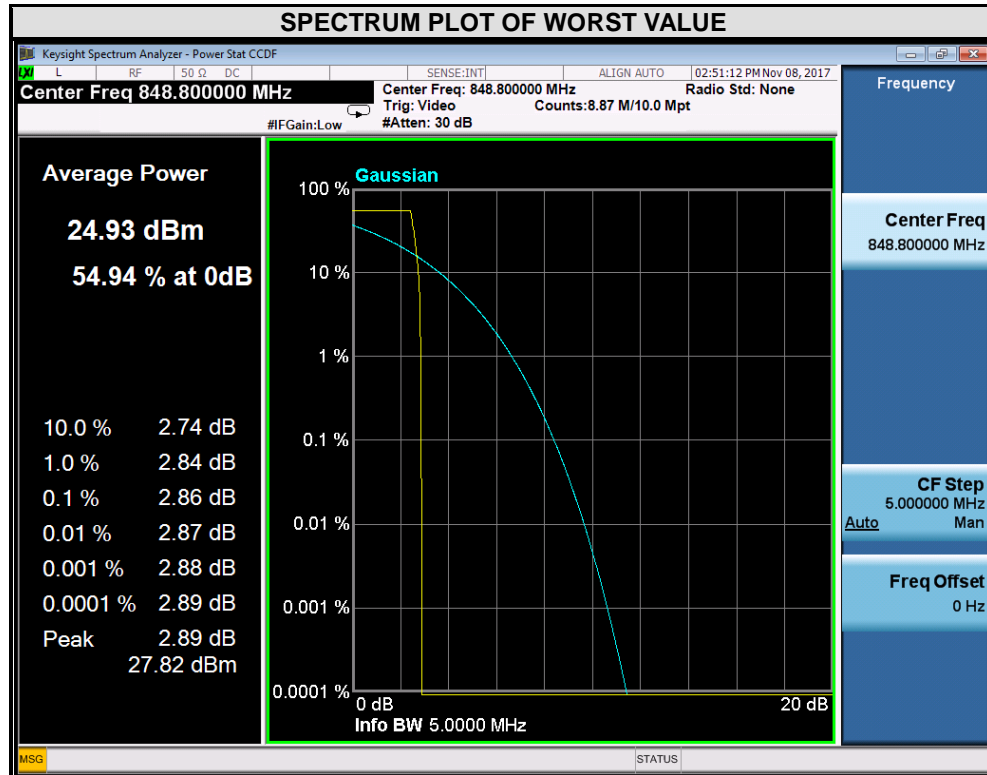 SPECTRUM PLOT OF WORST VALUE
Keysight Spectrum Analyzer - Power Stat CCDF
LXI L RF 50 Ω DC SENSE:INT ALIGN AUTO 02:51:12 PM Nov 08, 2017
Center Freq 848.800000 MHz
#IFGain:Low
Center Freq: 848.800000 MHz Radio Std: None
Trig: Video Counts:8.87 M/10.0 Mpt
#Atten: 30 dB
Average Power
24.93 dBm
54.94 % at 0dB
10.0 % 2.74 dB
1.0 % 2.84 dB
0.1 % 2.86 dB
0.01 % 2.87 dB
0.001 % 2.88 dB
0.0001 % 2.89 dB
Peak 2.89 dB
27.82 dBm
Gaussian
100 %
10 %
1 %
0.1 %
0.01 %
0.001 %
0.0001 %
0 dB 20 dB
Info BW 5.0000 MHz
Frequency
Center Freq
848.800000 MHz
CF Step
5.000000 MHz
Auto Man
Freq Offset
0 Hz
MSG STATUS